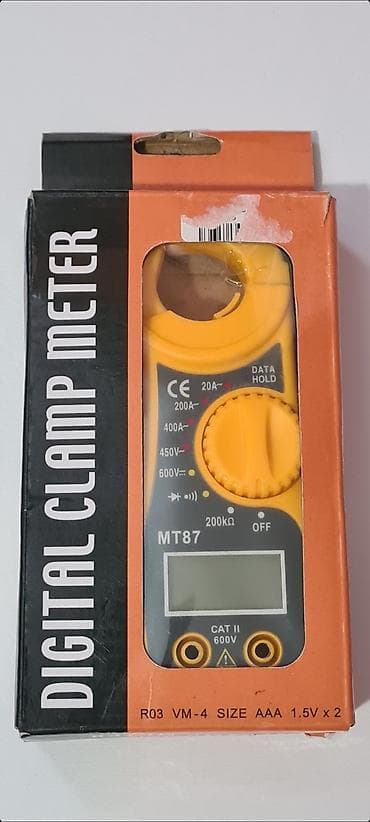 DIGITAL CLAMP METER
DATA
HOLD
CE
20A~
200A~
400A~
450V~
600V⎓
200kΩ
OFF
MT87
CAT II
600V
R03 VM-4 SIZE AAA 1.5V x 2